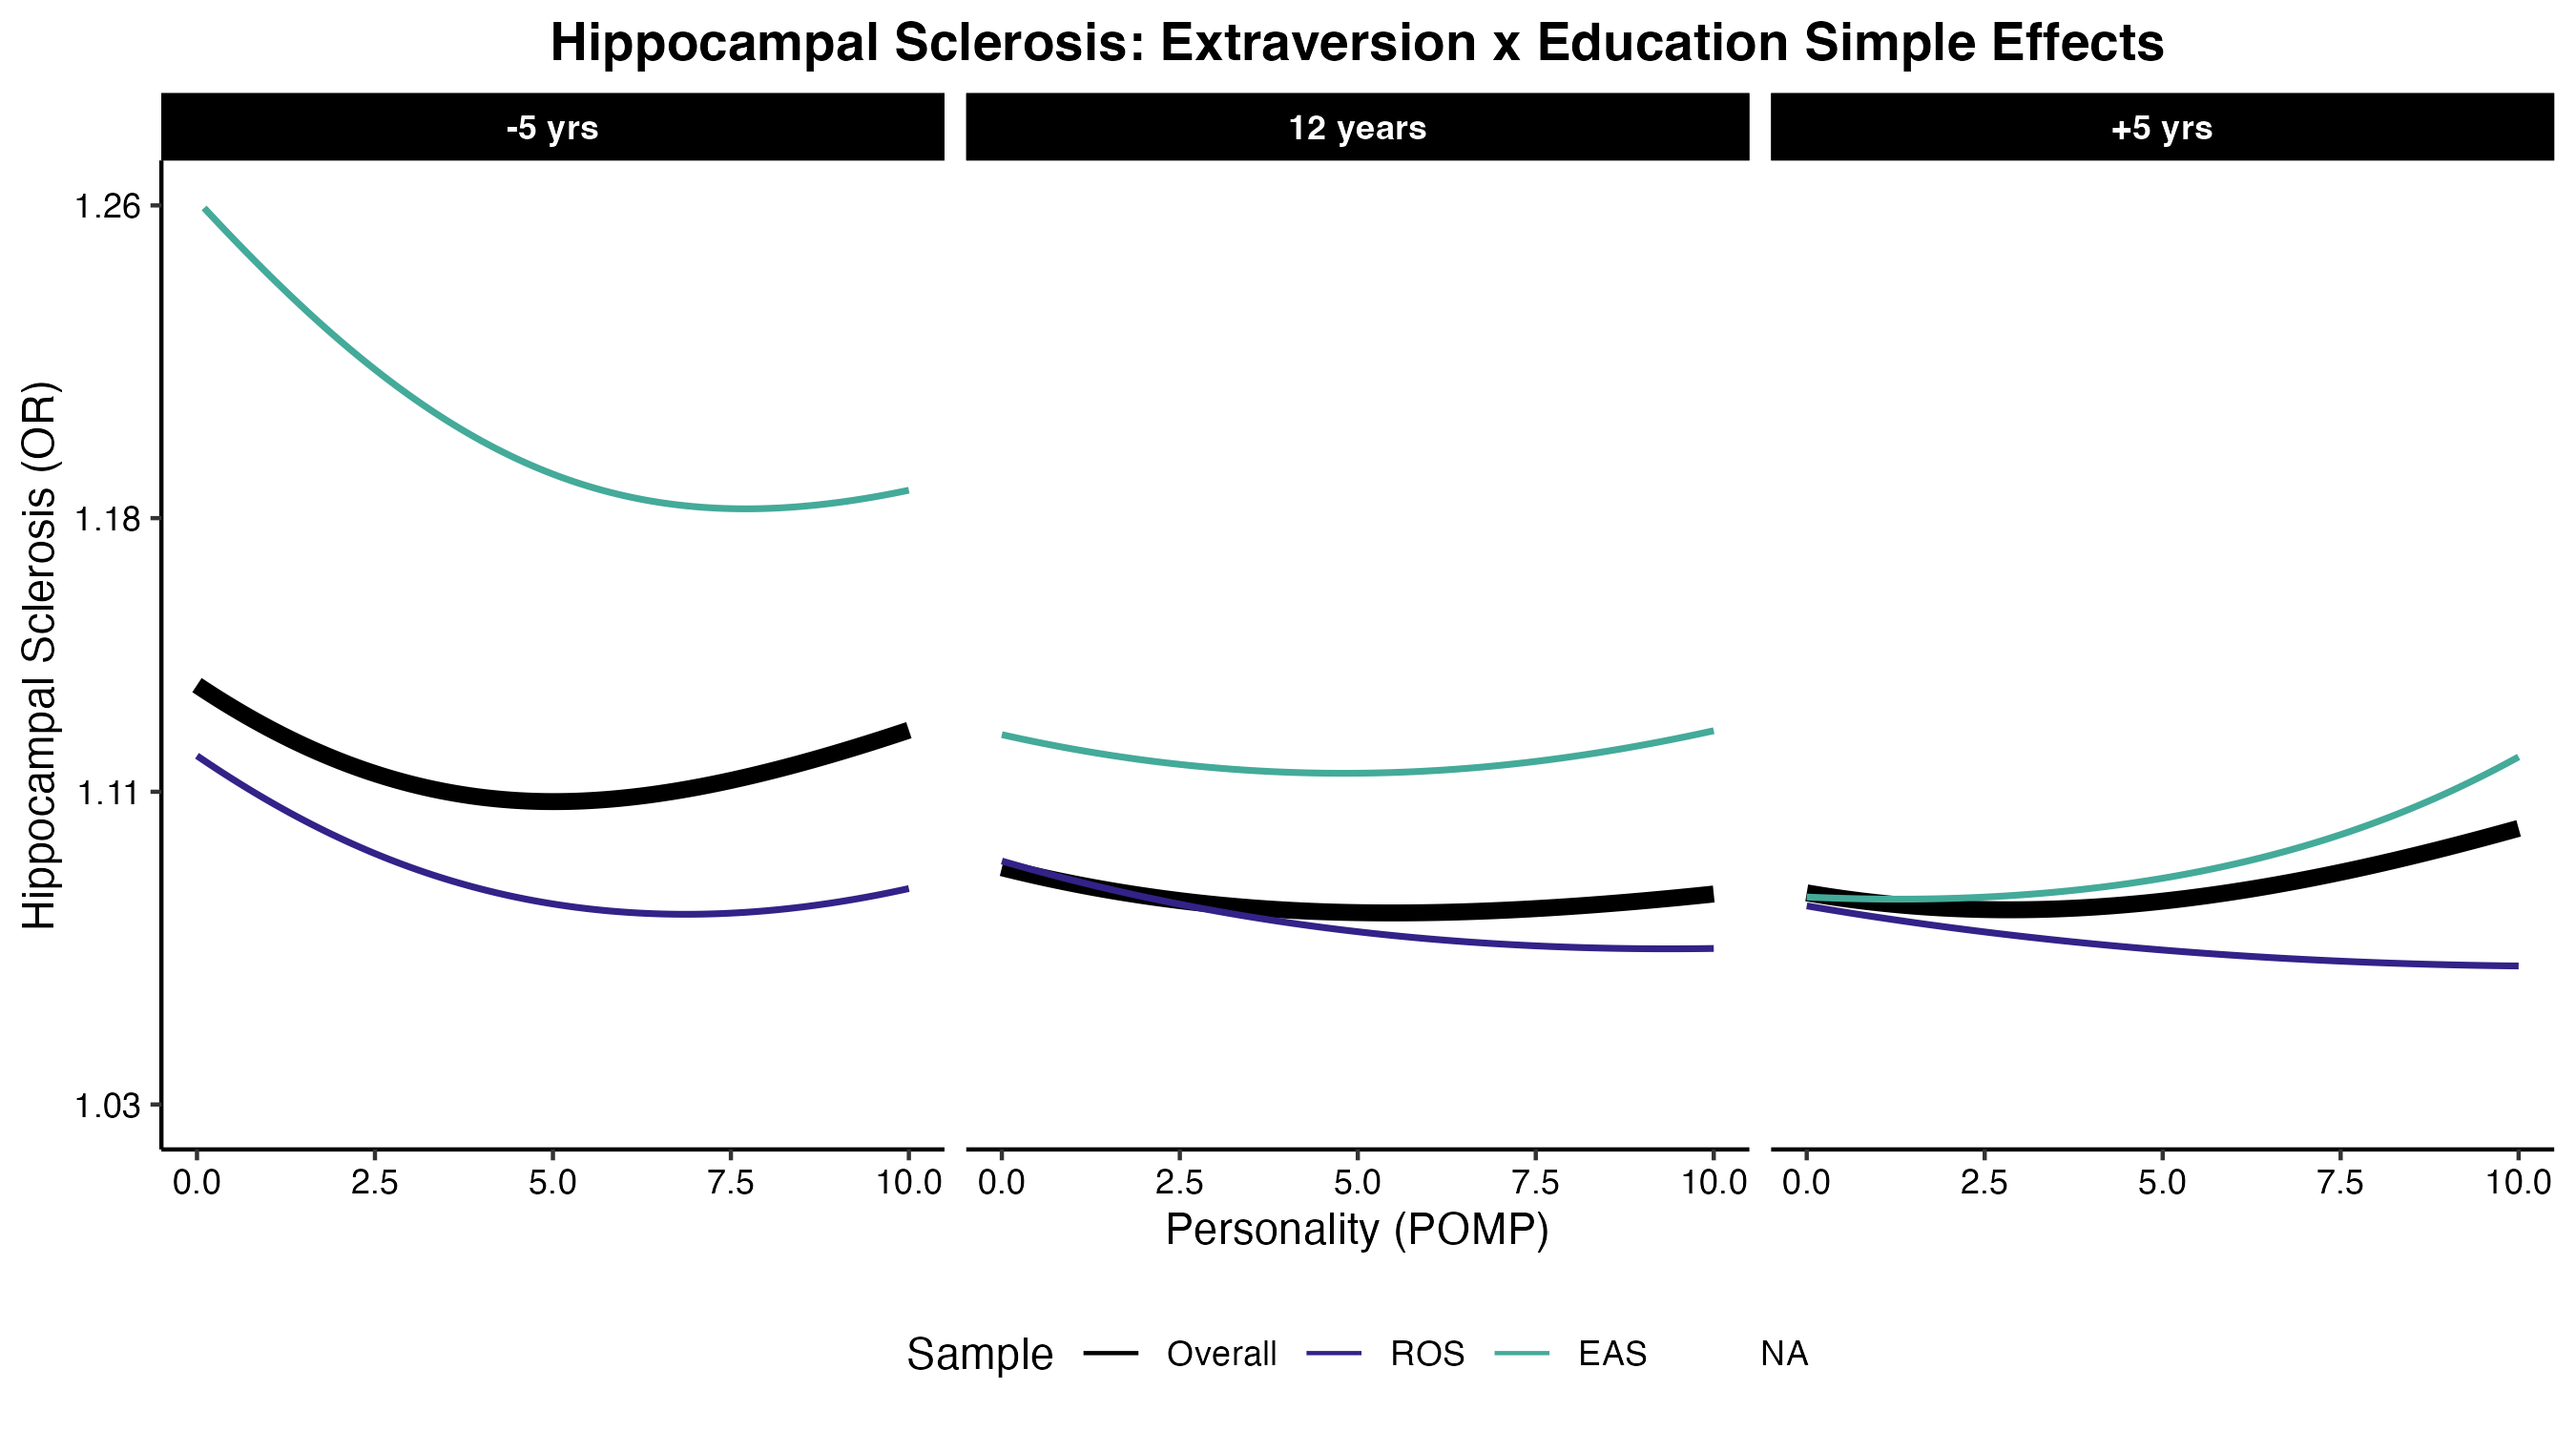 Hippocampal Sclerosis: Extraversion x Education Simple Effects
-5 yrs
12 years
+5 yrs
Hippocampal Sclerosis (OR)
1.26
1.18
1.11
1.03
0.0 2.5 5.0 7.5 10.0
0.0 2.5 5.0 7.5 10.0
0.0 2.5 5.0 7.5 10.0
Personality (POMP)
Sample Overall ROS EAS NA